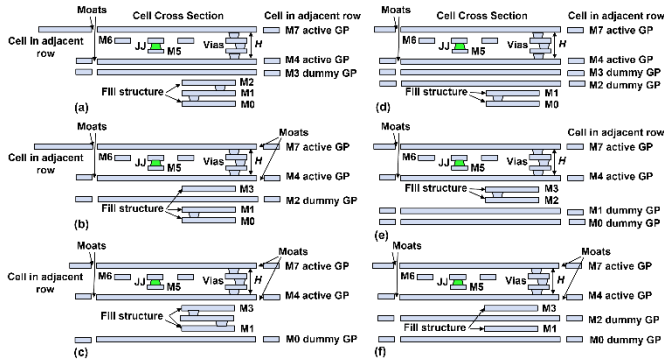 Moats Cell Cross Section Cell in adjacent row
M7 active GP
Cell in adjacent row M6 JJ M5 Vias H
M4 active GP
M3 dummy GP
M2
Fill structure M1
(a) M0
Moats Moats
M7 active GP
Cell in adjacent row M6 JJ M5 Vias H
M4 active GP
Fill structure M3
M2 dummy GP
M1
(b) M0
Moats Moats
Cell in adjacent row M7 active GP
M6 JJ M5 Vias H
M4 active GP
Fill structure M3
M1
(c) M0 dummy GP
Moats Cell Cross Section Cell in adjacent row
M7 active GP
M6 JJ M5 Vias H
M4 active GP
M3 dummy GP
M2 dummy GP
Fill structure M1
(d) M0
Moats Cell in adjacent row
M7 active GP
M6 JJ M5 Vias H
M4 active GP
Fill structure M3
M2
M1 dummy GP
(e) M0 dummy GP
Moats Moats
M7 active GP
M6 JJ M5 Vias H
M4 active GP
M3
M2 dummy GP
Fill structure M1
(f) M0 dummy GP